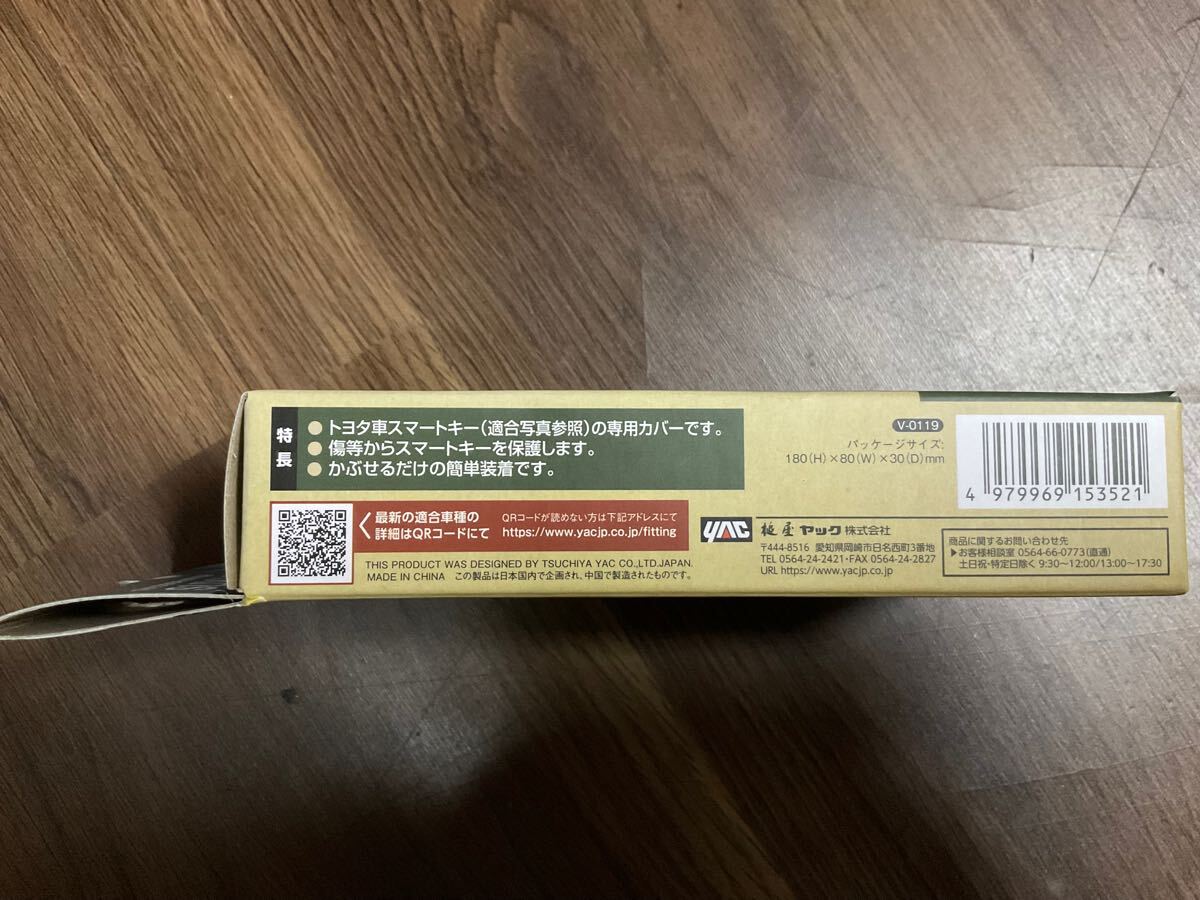 特長
● トヨタ車スマートキー(適合写真参照)の専用カバーです。
● 傷等からスマートキーを保護します。
● かぶせるだけの簡単装着です。
最新の適合車種の
詳細はQRコードにて
QRコードが読めない方は下記アドレスにて
https://www.yacjp.co.jp/fitting
THIS PRODUCT WAS DESIGNED BY TSUCHIYA YAC CO.,LTD.JAPAN.
MADE IN CHINA この製品は日本国内で企画され、中国で製造されたものです。
V-0119
パッケージサイズ:
180(H)×80(W)×30(D)mm
4 979969 153521
YAC 槌屋ヤック株式会社
〒444-8516 愛知県岡崎市日名西町3番地
TEL 0564-24-2421・FAX 0564-24-2827
URL https://www.yacjp.co.jp
商品に関するお問い合わせ先
▶お客様相談室 0564-66-0773(直通)
土日祝・特定日除く 9:30~12:00/13:00~17:30